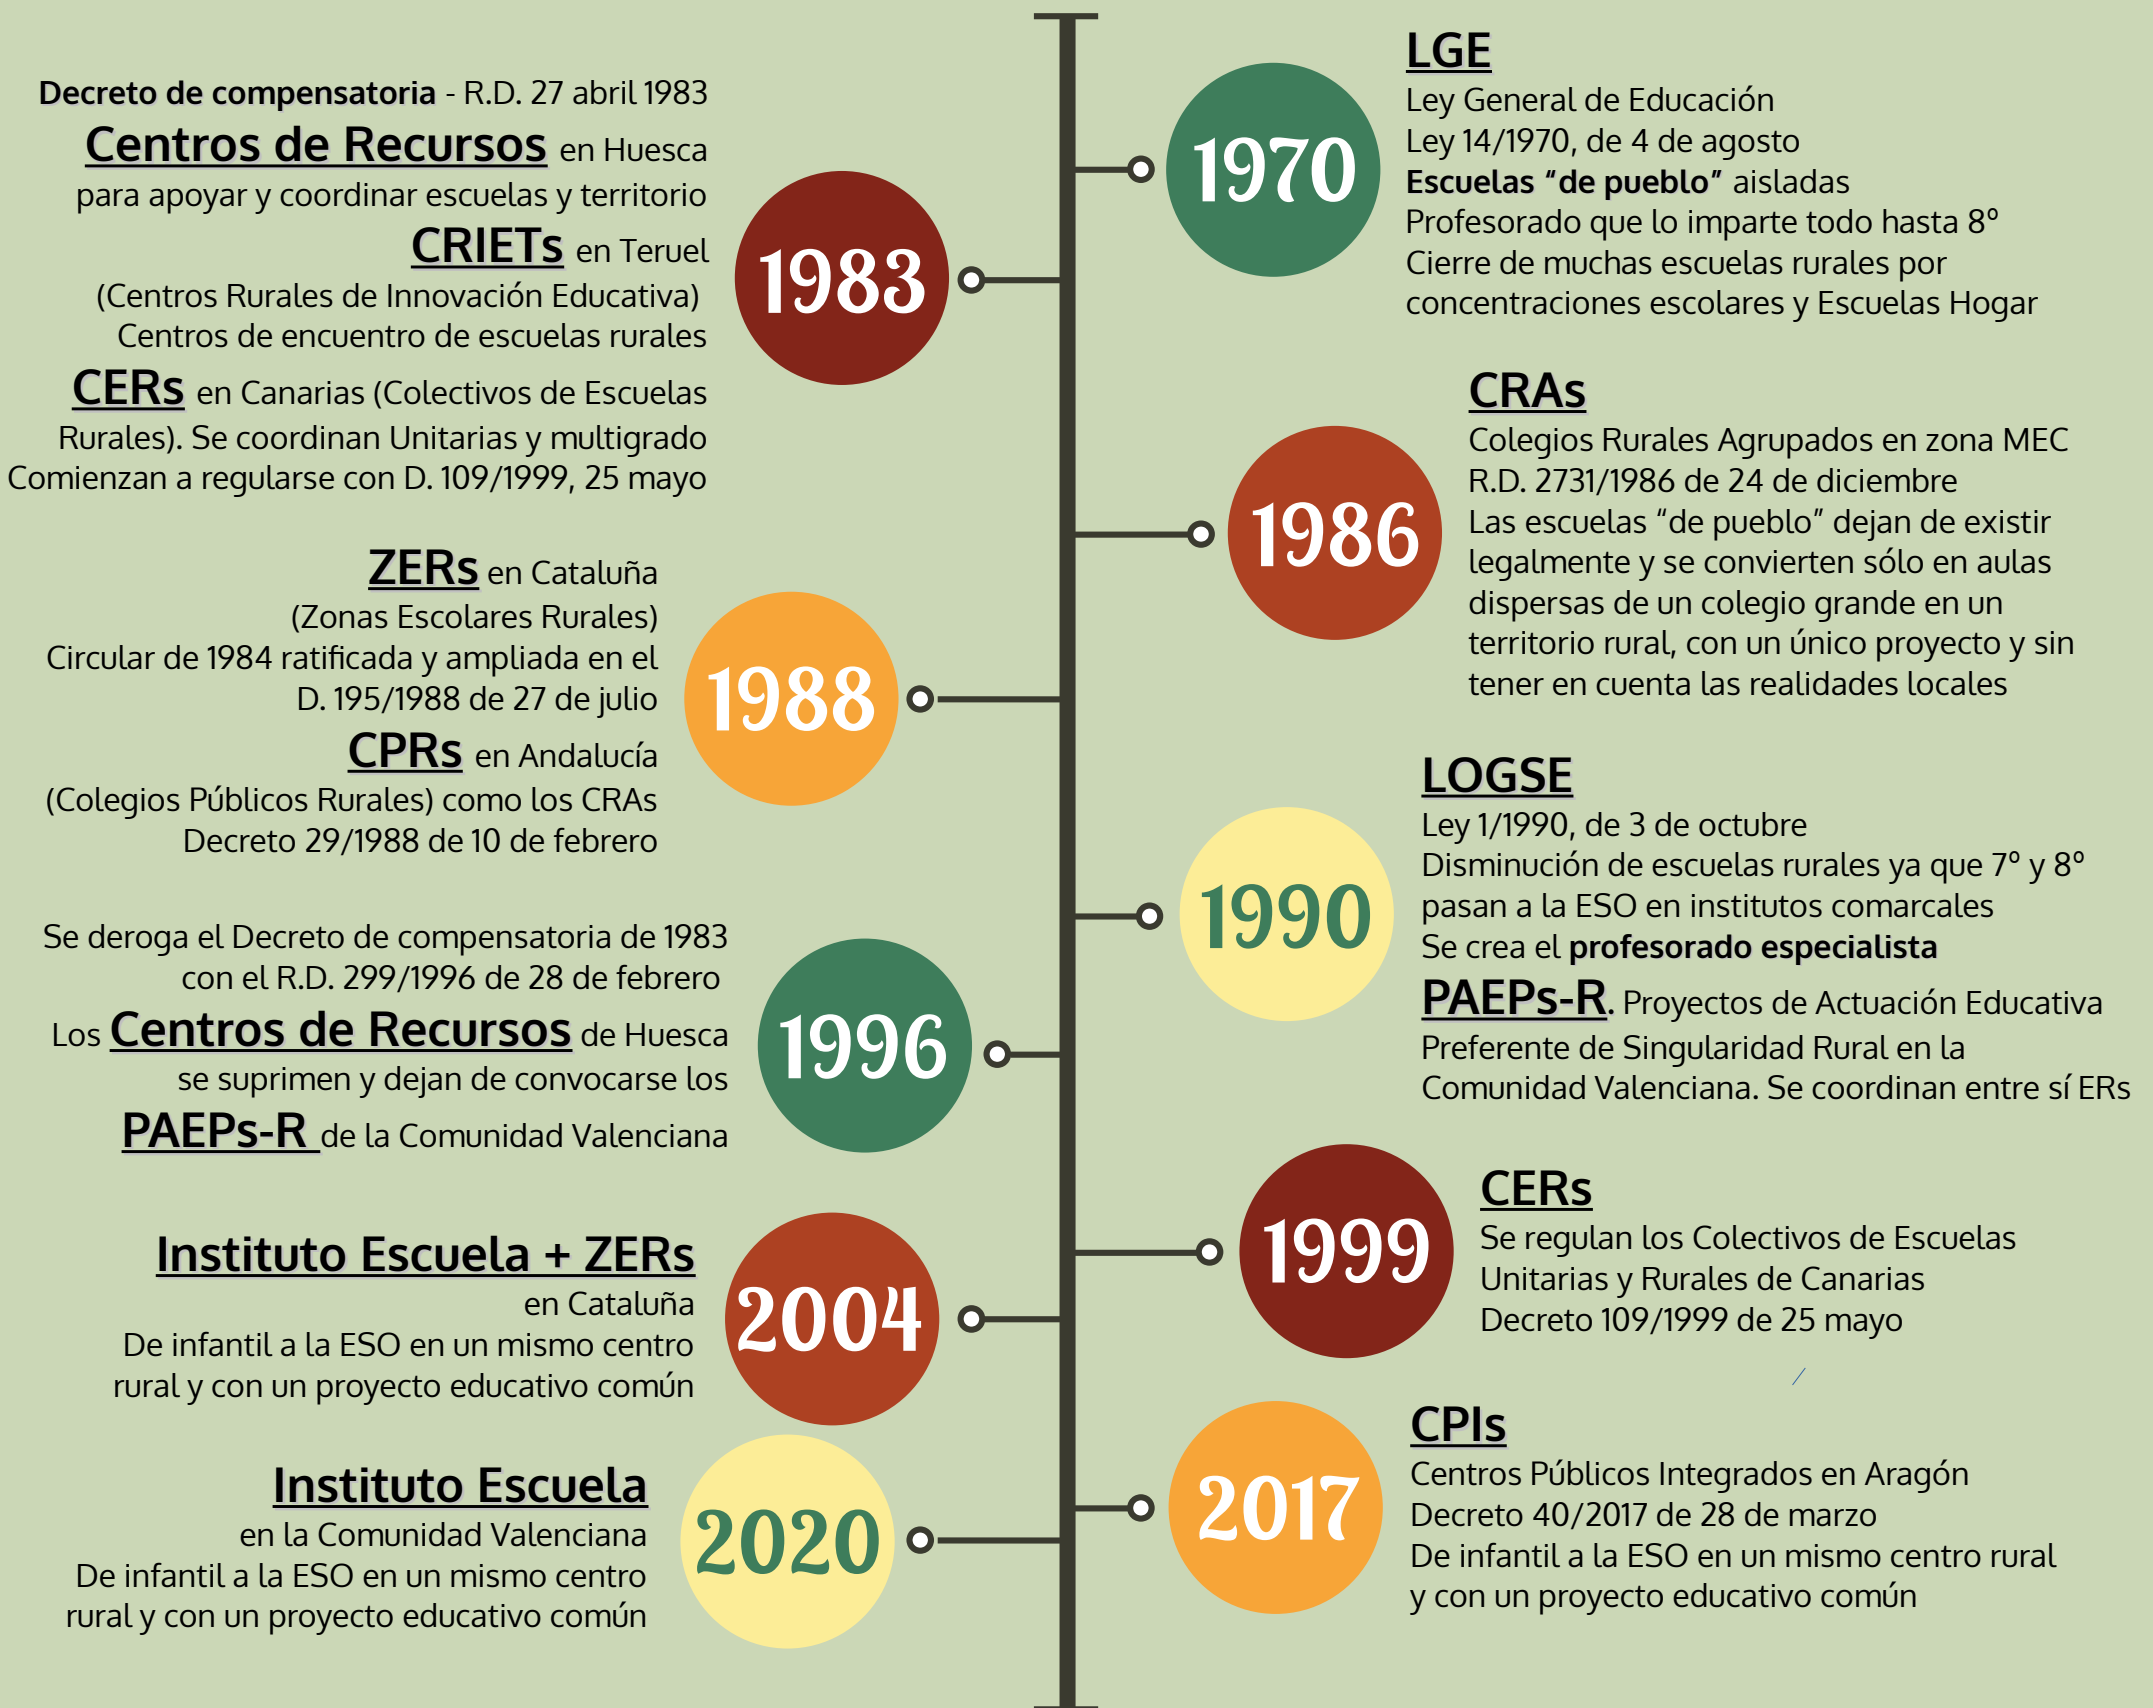 LGE
Ley General de Educación
Ley 14/1970, de 4 de agosto
Escuelas “de pueblo” aisladas
Profesorado que lo imparte todo hasta 8º
Cierre de muchas escuelas rurales por
concentraciones escolares y Escuelas Hogar
1970
Decreto de compensatoria - R.D. 27 abril 1983
Centros de Recursos en Huesca
para apoyar y coordinar escuelas y territorio
CRIETs en Teruel
(Centros Rurales de Innovación Educativa)
Centros de encuentro de escuelas rurales
CERs en Canarias (Colectivos de Escuelas
Rurales). Se coordinan Unitarias y multigrado
Comienzan a regularse con D. 109/1999, 25 mayo
1983
CRAs
Colegios Rurales Agrupados en zona MEC
R.D. 2731/1986 de 24 de diciembre
Las escuelas “de pueblo” dejan de existir
legalmente y se convierten sólo en aulas
dispersas de un colegio grande en un
territorio rural, con un único proyecto y sin
tener en cuenta las realidades locales
1986
ZERs en Cataluña
(Zonas Escolares Rurales)
Circular de 1984 ratificada y ampliada en el
D. 195/1988 de 27 de julio
CPRs en Andalucía
(Colegios Públicos Rurales) como los CRAs
Decreto 29/1988 de 10 de febrero
1988
LOGSE
Ley 1/1990, de 3 de octubre
Disminución de escuelas rurales ya que 7º y 8º
pasan a la ESO en institutos comarcales
Se crea el profesorado especialista
PAEPs-R. Proyectos de Actuación Educativa
Preferente de Singularidad Rural en la
Comunidad Valenciana. Se coordinan entre sí ERs
1990
Se deroga el Decreto de compensatoria de 1983
con el R.D. 299/1996 de 28 de febrero
Los Centros de Recursos de Huesca
se suprimen y dejan de convocarse los
PAEPs-R de la Comunidad Valenciana
1996
CERs
Se regulan los Colectivos de Escuelas
Unitarias y Rurales de Canarias
Decreto 109/1999 de 25 mayo
1999
Instituto Escuela + ZERs
en Cataluña
De infantil a la ESO en un mismo centro
rural y con un proyecto educativo común
2004
CPIs
Centros Públicos Integrados en Aragón
Decreto 40/2017 de 28 de marzo
De infantil a la ESO en un mismo centro rural
y con un proyecto educativo común
2017
Instituto Escuela
en la Comunidad Valenciana
De infantil a la ESO en un mismo centro
rural y con un proyecto educativo común
2020